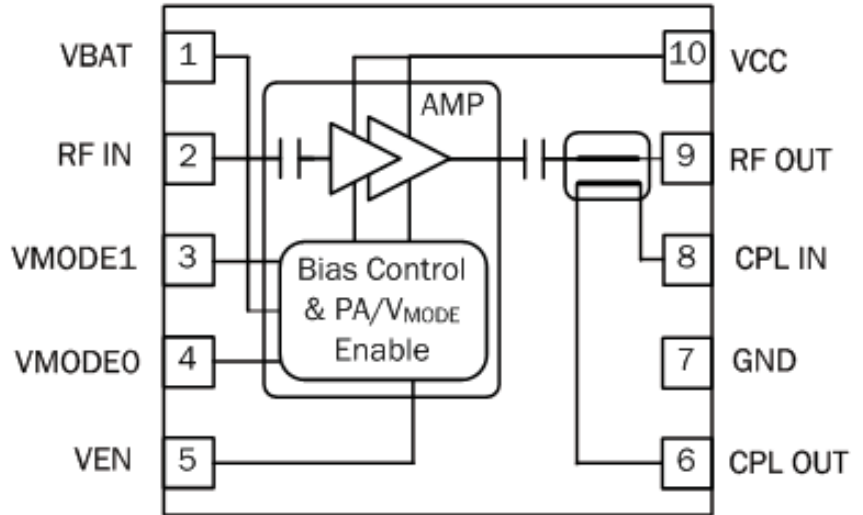 VBAT 1
10 VCC
AMP
RF IN 2
9 RF OUT
VMODE1 3
8 CPL IN
Bias Control
& PA/VMODE
Enable
VMODE0 4
7 GND
VEN 5
6 CPL OUT